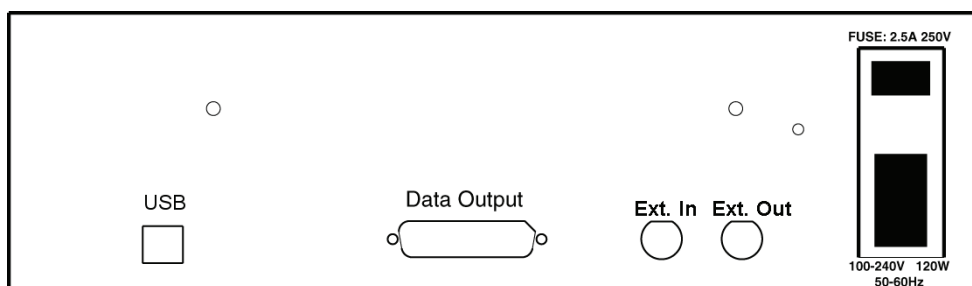 FUSE: 2.5A 250V
USB
Data Output
Ext. In
Ext. Out
100-240V 120W
50-60Hz